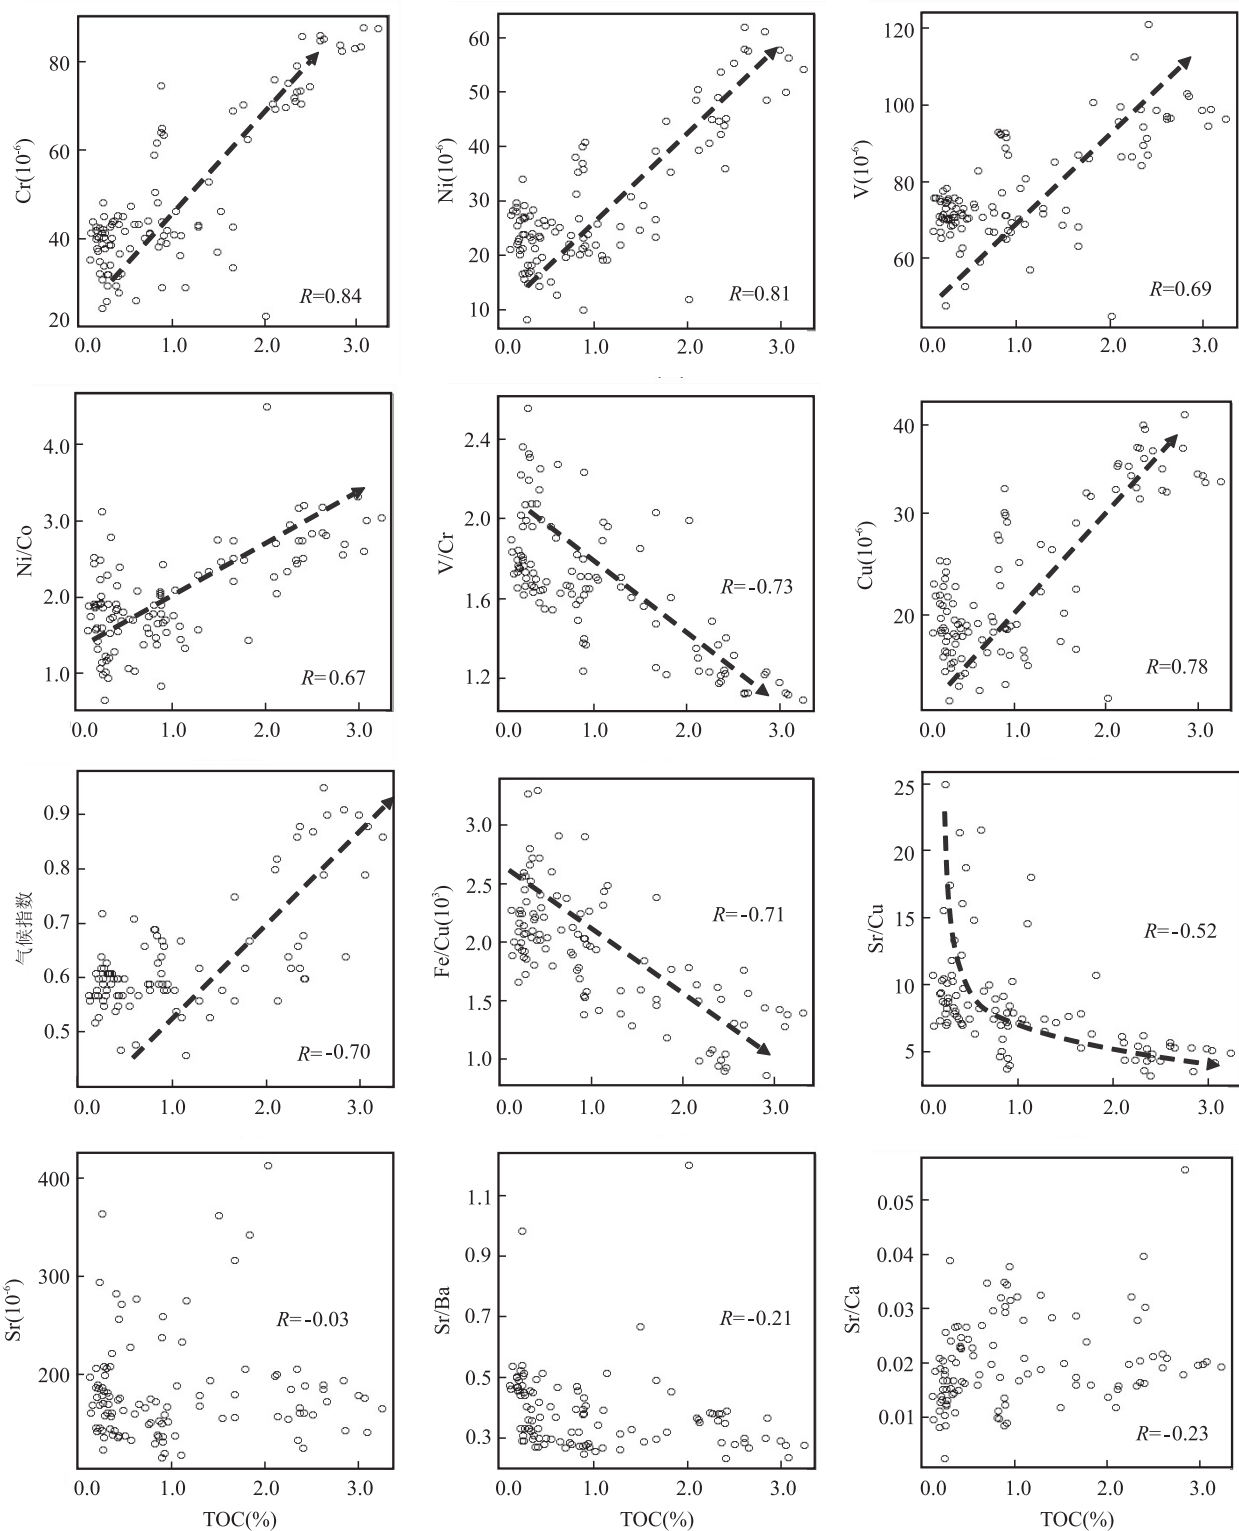 Cr(10⁻⁶)
80
60
40
20
R=0.84
0.0 1.0 2.0 3.0
Ni(10⁻⁶)
60
50
40
30
20
10
R=0.81
0.0 1.0 2.0 3.0
V(10⁻⁶)
120
100
80
60
R=0.69
0.0 1.0 2.0 3.0
Ni/Co
4.0
3.0
2.0
1.0
R=0.67
0.0 1.0 2.0 3.0
V/Cr
2.4
2.0
1.6
1.2
R=-0.73
0.0 1.0 2.0 3.0
Cu(10⁻⁶)
40
30
20
R=0.78
0.0 1.0 2.0 3.0
气候指数
0.9
0.8
0.7
0.6
0.5
R=-0.70
0.0 1.0 2.0 3.0
Fe/Cu(10³)
3.0
2.5
2.0
1.5
1.0
R=-0.71
0.0 1.0 2.0 3.0
Sr/Cu
25
20
15
10
5
R=-0.52
0.0 1.0 2.0 3.0
Sr(10⁻⁶)
400
300
200
R=-0.03
0.0 1.0 2.0 3.0
TOC(%)
Sr/Ba
1.1
0.9
0.7
0.5
0.3
R=-0.21
0.0 1.0 2.0 3.0
TOC(%)
Sr/Ca
0.05
0.04
0.03
0.02
0.01
R=-0.23
0.0 1.0 2.0 3.0
TOC(%)